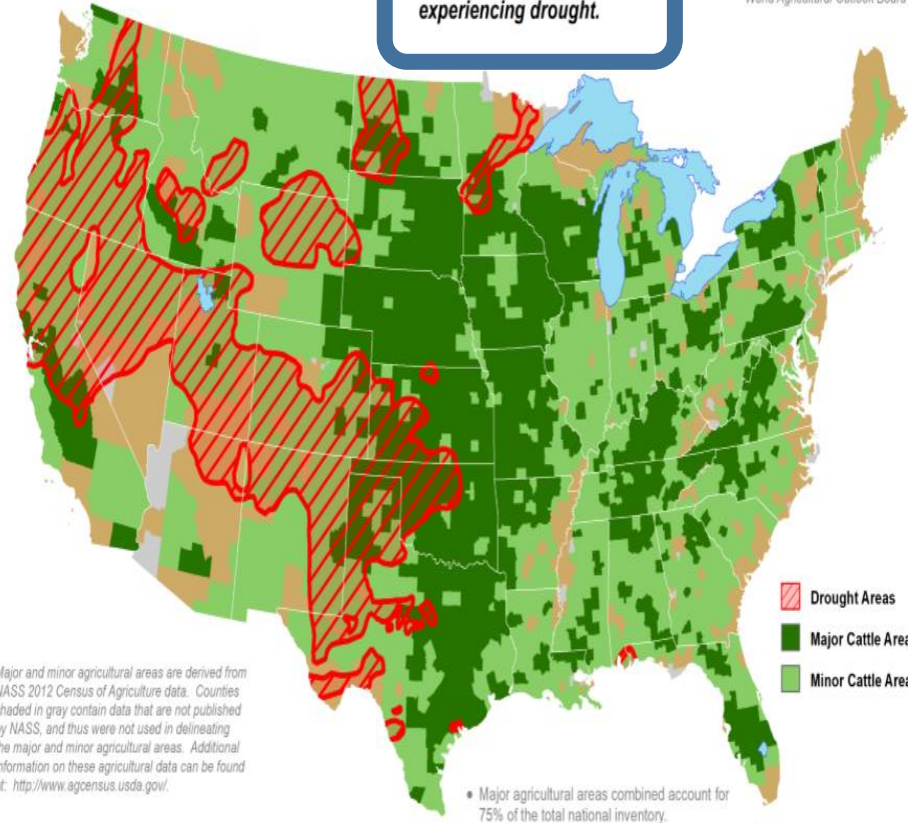 experiencing drought.
World Agricultural Outlook Board
Drought Areas
Major Cattle Area
Minor Cattle Area
Major and minor agricultural areas are derived from
NASS 2012 Census of Agriculture data. Counties
shaded in gray contain data that are not published
by NASS, and thus were not used in delineating
the major and minor agricultural areas. Additional
information on these agricultural data can be found
at: http://www.agcensus.usda.gov/.
● Major agricultural areas combined account for
75% of the total national inventory.